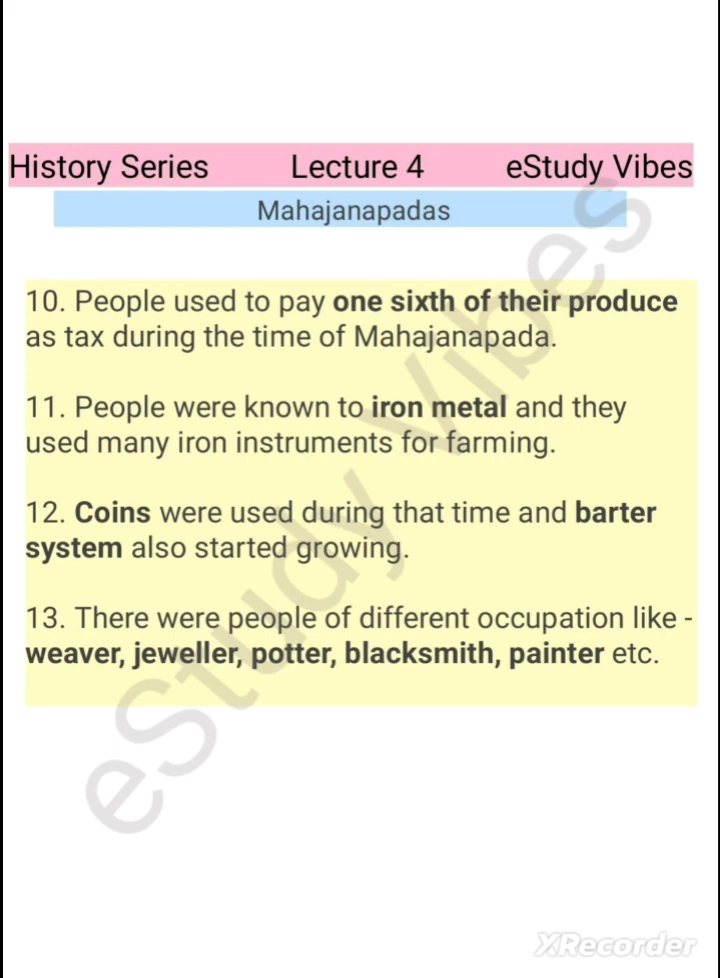 History Series Lecture 4 eStudy Vibes
Mahajanapadas
10. People used to pay one sixth of their produce
as tax during the time of Mahajanapada.
11. People were known to iron metal and they
used many iron instruments for farming.
12. Coins were used during that time and barter
system also started growing.
13. There were people of different occupation like -
weaver, jeweller, potter, blacksmith, painter etc.
eStudy Vibes
XRecorder